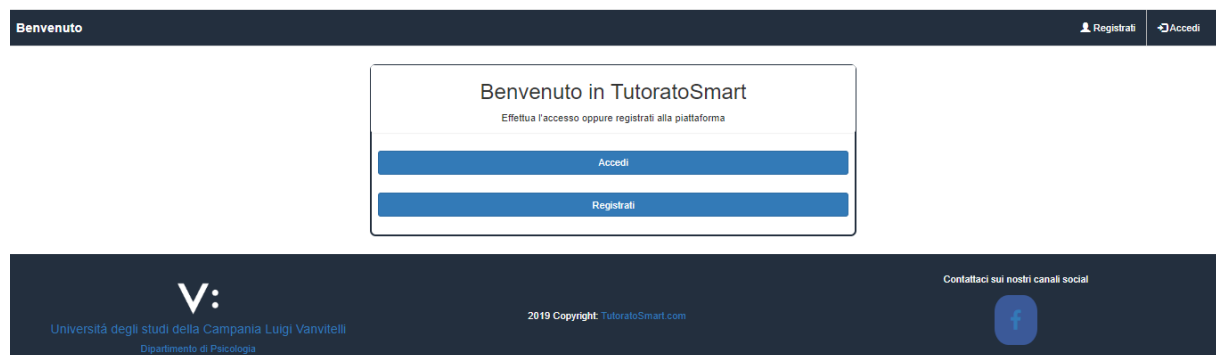 Benvenuto
Registrati
Accedi
Benvenuto in TutoratoSmart
Effettua l'accesso oppure registrati alla piattaforma
Accedi
Registrati
V:
Universitá degli studi della Campania Luigi Vanvitelli
Dipartimento di Psicologia
2019 Copyright: TutoratoSmart.com
Contattaci sui nostri canali social
f